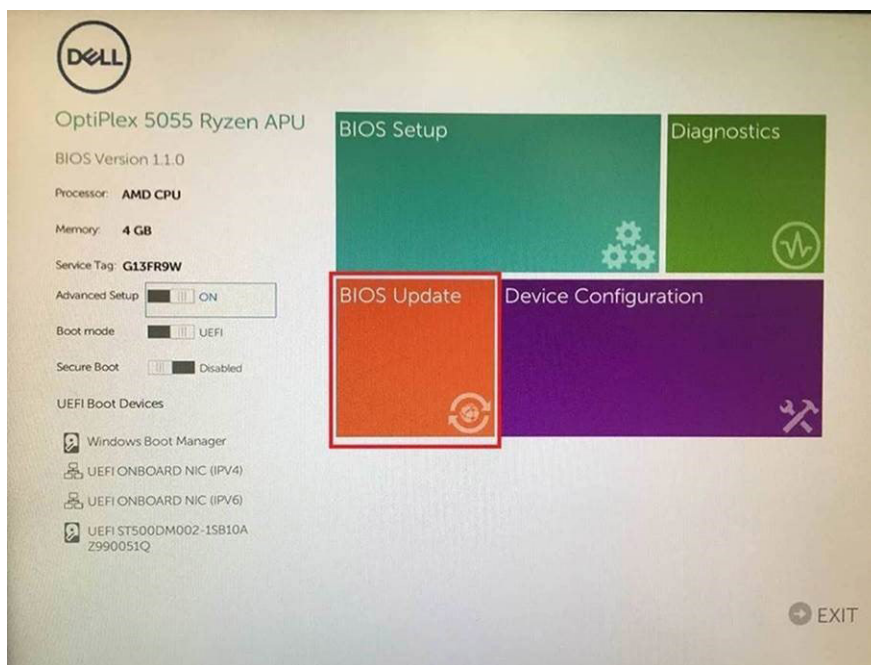 DELL
OptiPlex 5055 Ryzen APU
BIOS Version 1.1.0
Processor: AMD CPU
Memory: 4 GB
Service Tag: G13FR9W
Advanced Setup ON
Boot mode UEFI
Secure Boot Disabled
UEFI Boot Devices
Windows Boot Manager
UEFI ONBOARD NIC (IPV4)
UEFI ONBOARD NIC (IPV6)
UEFI ST500DM002-1SB10A
Z990051Q
BIOS Setup
Diagnostics
BIOS Update
Device Configuration
EXIT